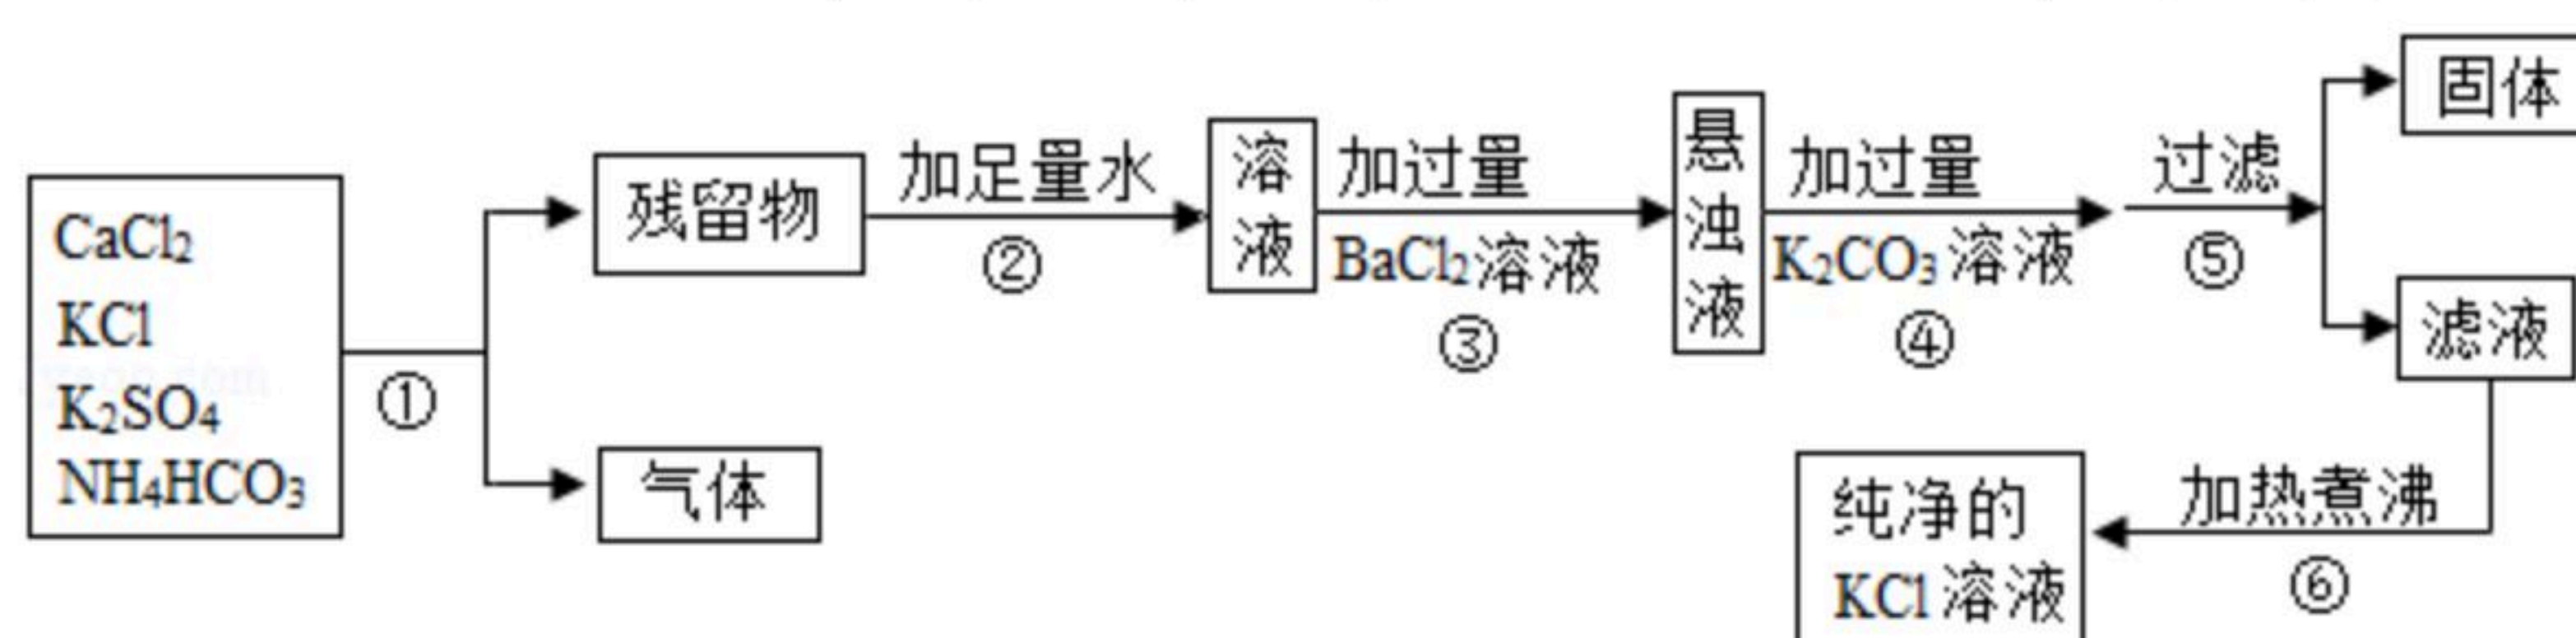 CaCl₂
KCl
K₂SO₄
NH₄HCO₃
①
残留物
气体
加足量水
②
溶液
加过量
BaCl₂溶液
③
悬浊液
加过量
K₂CO₃溶液
④
过滤
⑤
固体
滤液
加热煮沸
⑥
纯净的
KCl溶液